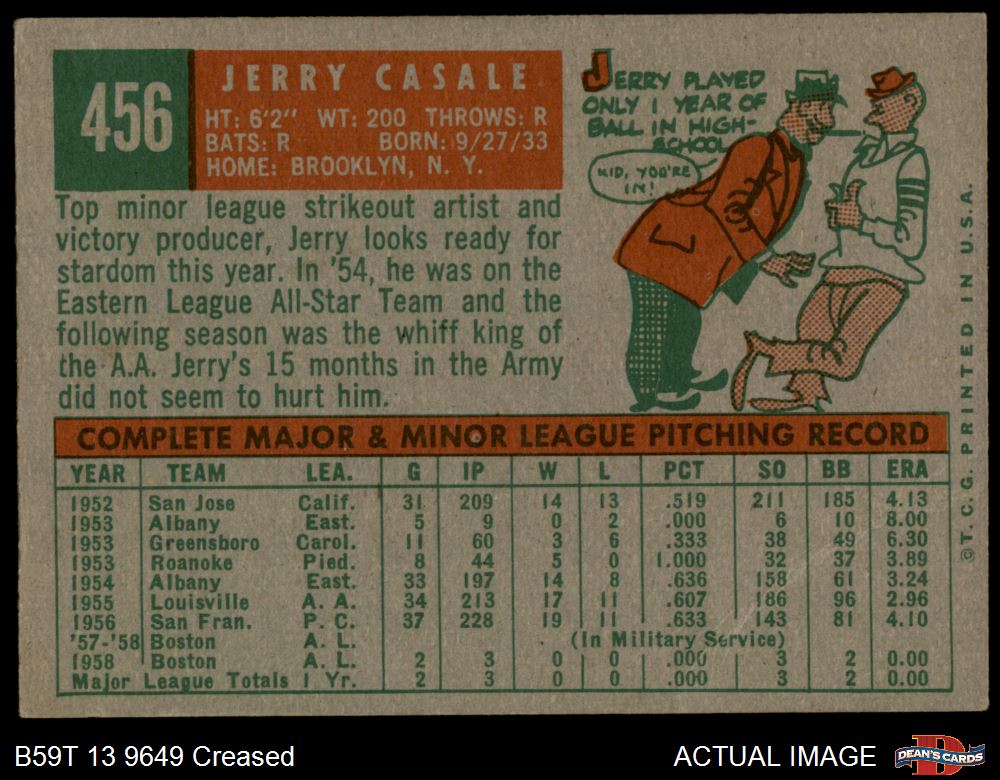 456
JERRY CASALE
HT: 6'2" WT: 200 THROWS: R
BATS: R BORN: 9/27/33
HOME: BROOKLYN, N. Y.
Top minor league strikeout artist and
victory producer, Jerry looks ready for
stardom this year. In '54, he was on the
Eastern League All-Star Team and the
following season was the whiff king of
the A.A. Jerry's 15 months in the Army
did not seem to hurt him.
JERRY PLAYED
ONLY 1 YEAR OF
BALL IN HIGH-
SCHOOL
KID, YOU'RE
IN!
COMPLETE MAJOR & MINOR LEAGUE PITCHING RECORD
YEAR TEAM LEA. G IP W L PCT SO BB ERA
1952 San Jose Calif. 31 209 14 13 .519 211 185 4.13
1953 Albany East. 5 9 0 2 .000 6 10 8.00
1953 Greensboro Carol. 11 60 3 6 .333 38 49 6.30
1953 Roanoke Pied. 8 44 5 0 1.000 32 37 3.89
1954 Albany East. 33 197 14 8 .636 158 61 3.24
1955 Louisville A. A. 34 213 17 11 .607 186 96 2.96
1956 San Fran. P. C. 37 228 19 11 .633 143 81 4.10
'57-'58 Boston A. L. (In Military Service)
1958 Boston A. L. 2 3 0 0 .000 3 2 0.00
Major League Totals 1 Yr. 2 3 0 0 .000 3 2 0.00
©T. C. G. PRINTED IN U.S.A.
B59T 13 9649 Creased
ACTUAL IMAGE
DEAN'S CARDS